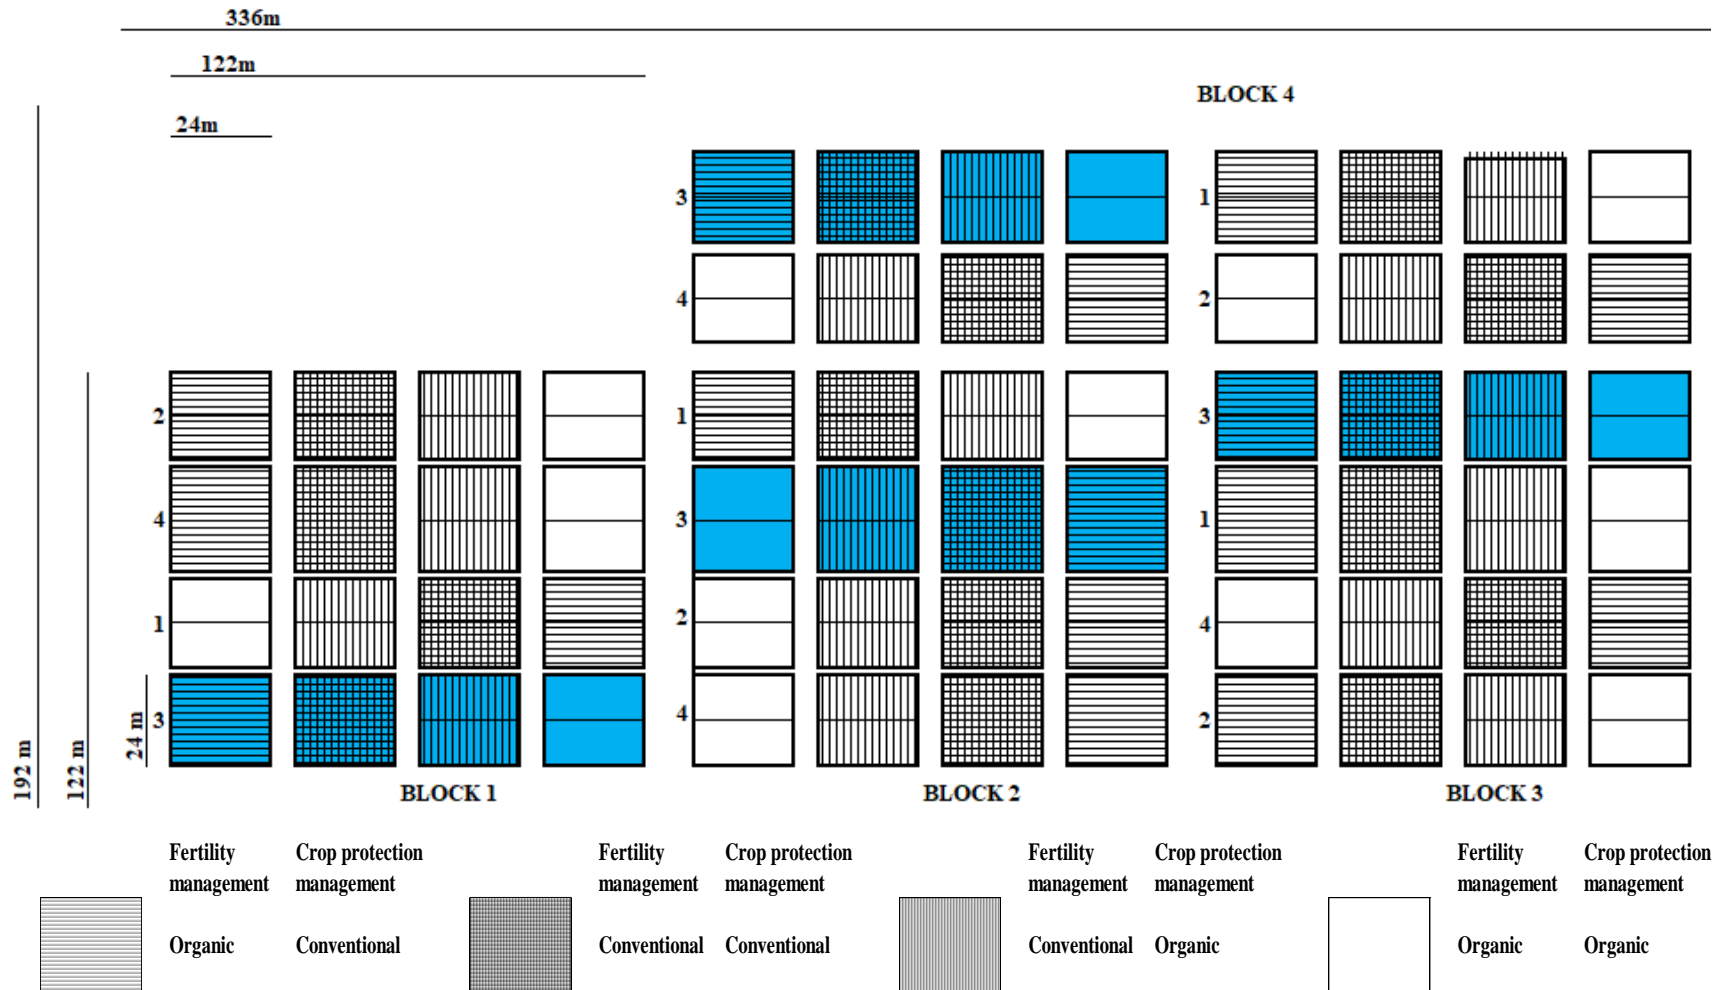 336m
122m
BLOCK 4
24m
3
1
4
2
2
1
3
4
3
1
1
2
4
3
4
2
24 m
192 m
122 m
BLOCK 1
BLOCK 2
BLOCK 3
Fertility Crop protection Fertility Crop protection Fertility Crop protection Fertility Crop protection
management management management management management management management management
Organic Conventional Conventional Conventional Conventional Organic Organic Organic